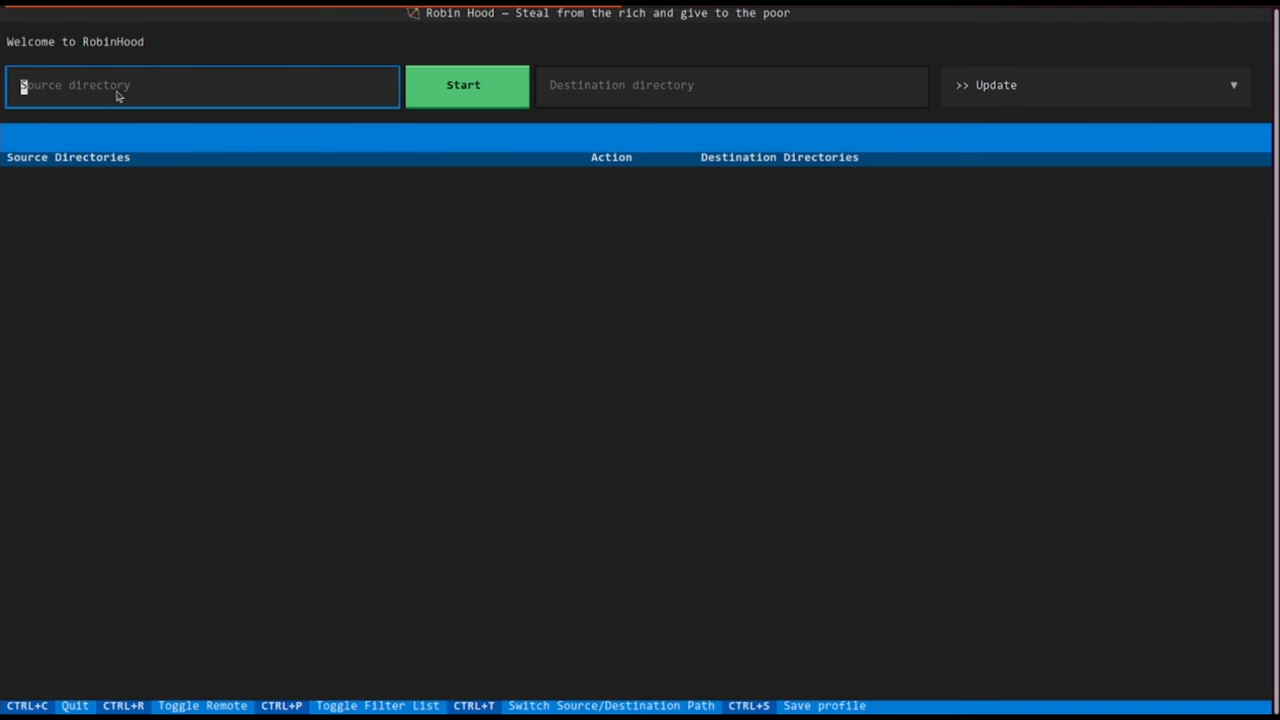 Robin Hood — Steal from the rich and give to the poor
Welcome to RobinHood
Source directory Start Destination directory >> Update ▼
Source Directories Action Destination Directories
CTRL+C Quit CTRL+R Toggle Remote CTRL+P Toggle Filter List CTRL+T Switch Source/Destination Path CTRL+S Save profile